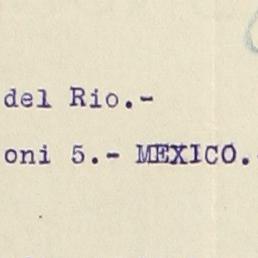 del Rio.-
oni 5.- MEXICO.